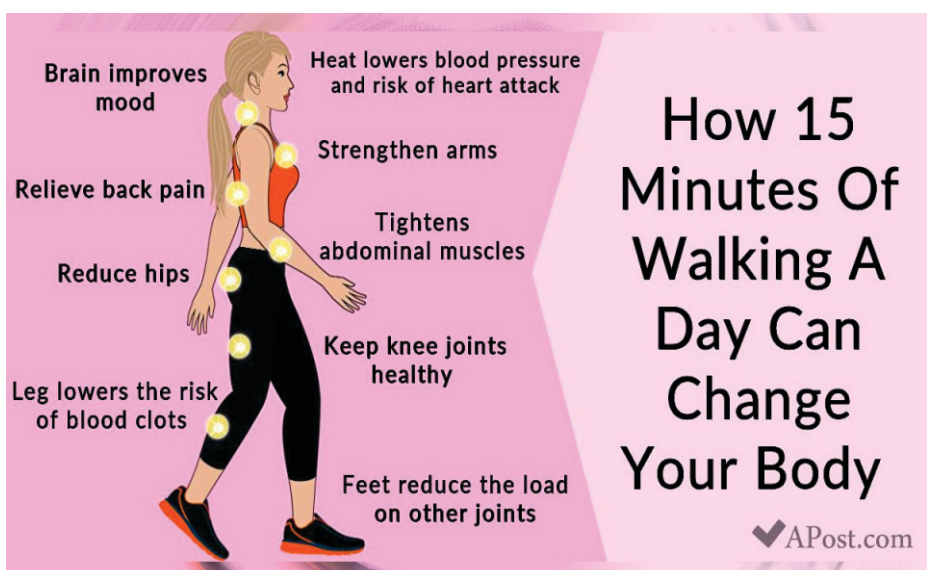 Brain improves
mood
Heat lowers blood pressure
and risk of heart attack
Strengthen arms
Relieve back pain
Tightens
abdominal muscles
Reduce hips
Keep knee joints
healthy
Leg lowers the risk
of blood clots
Feet reduce the load
on other joints
How 15
Minutes Of
Walking A
Day Can
Change
Your Body
APost.com